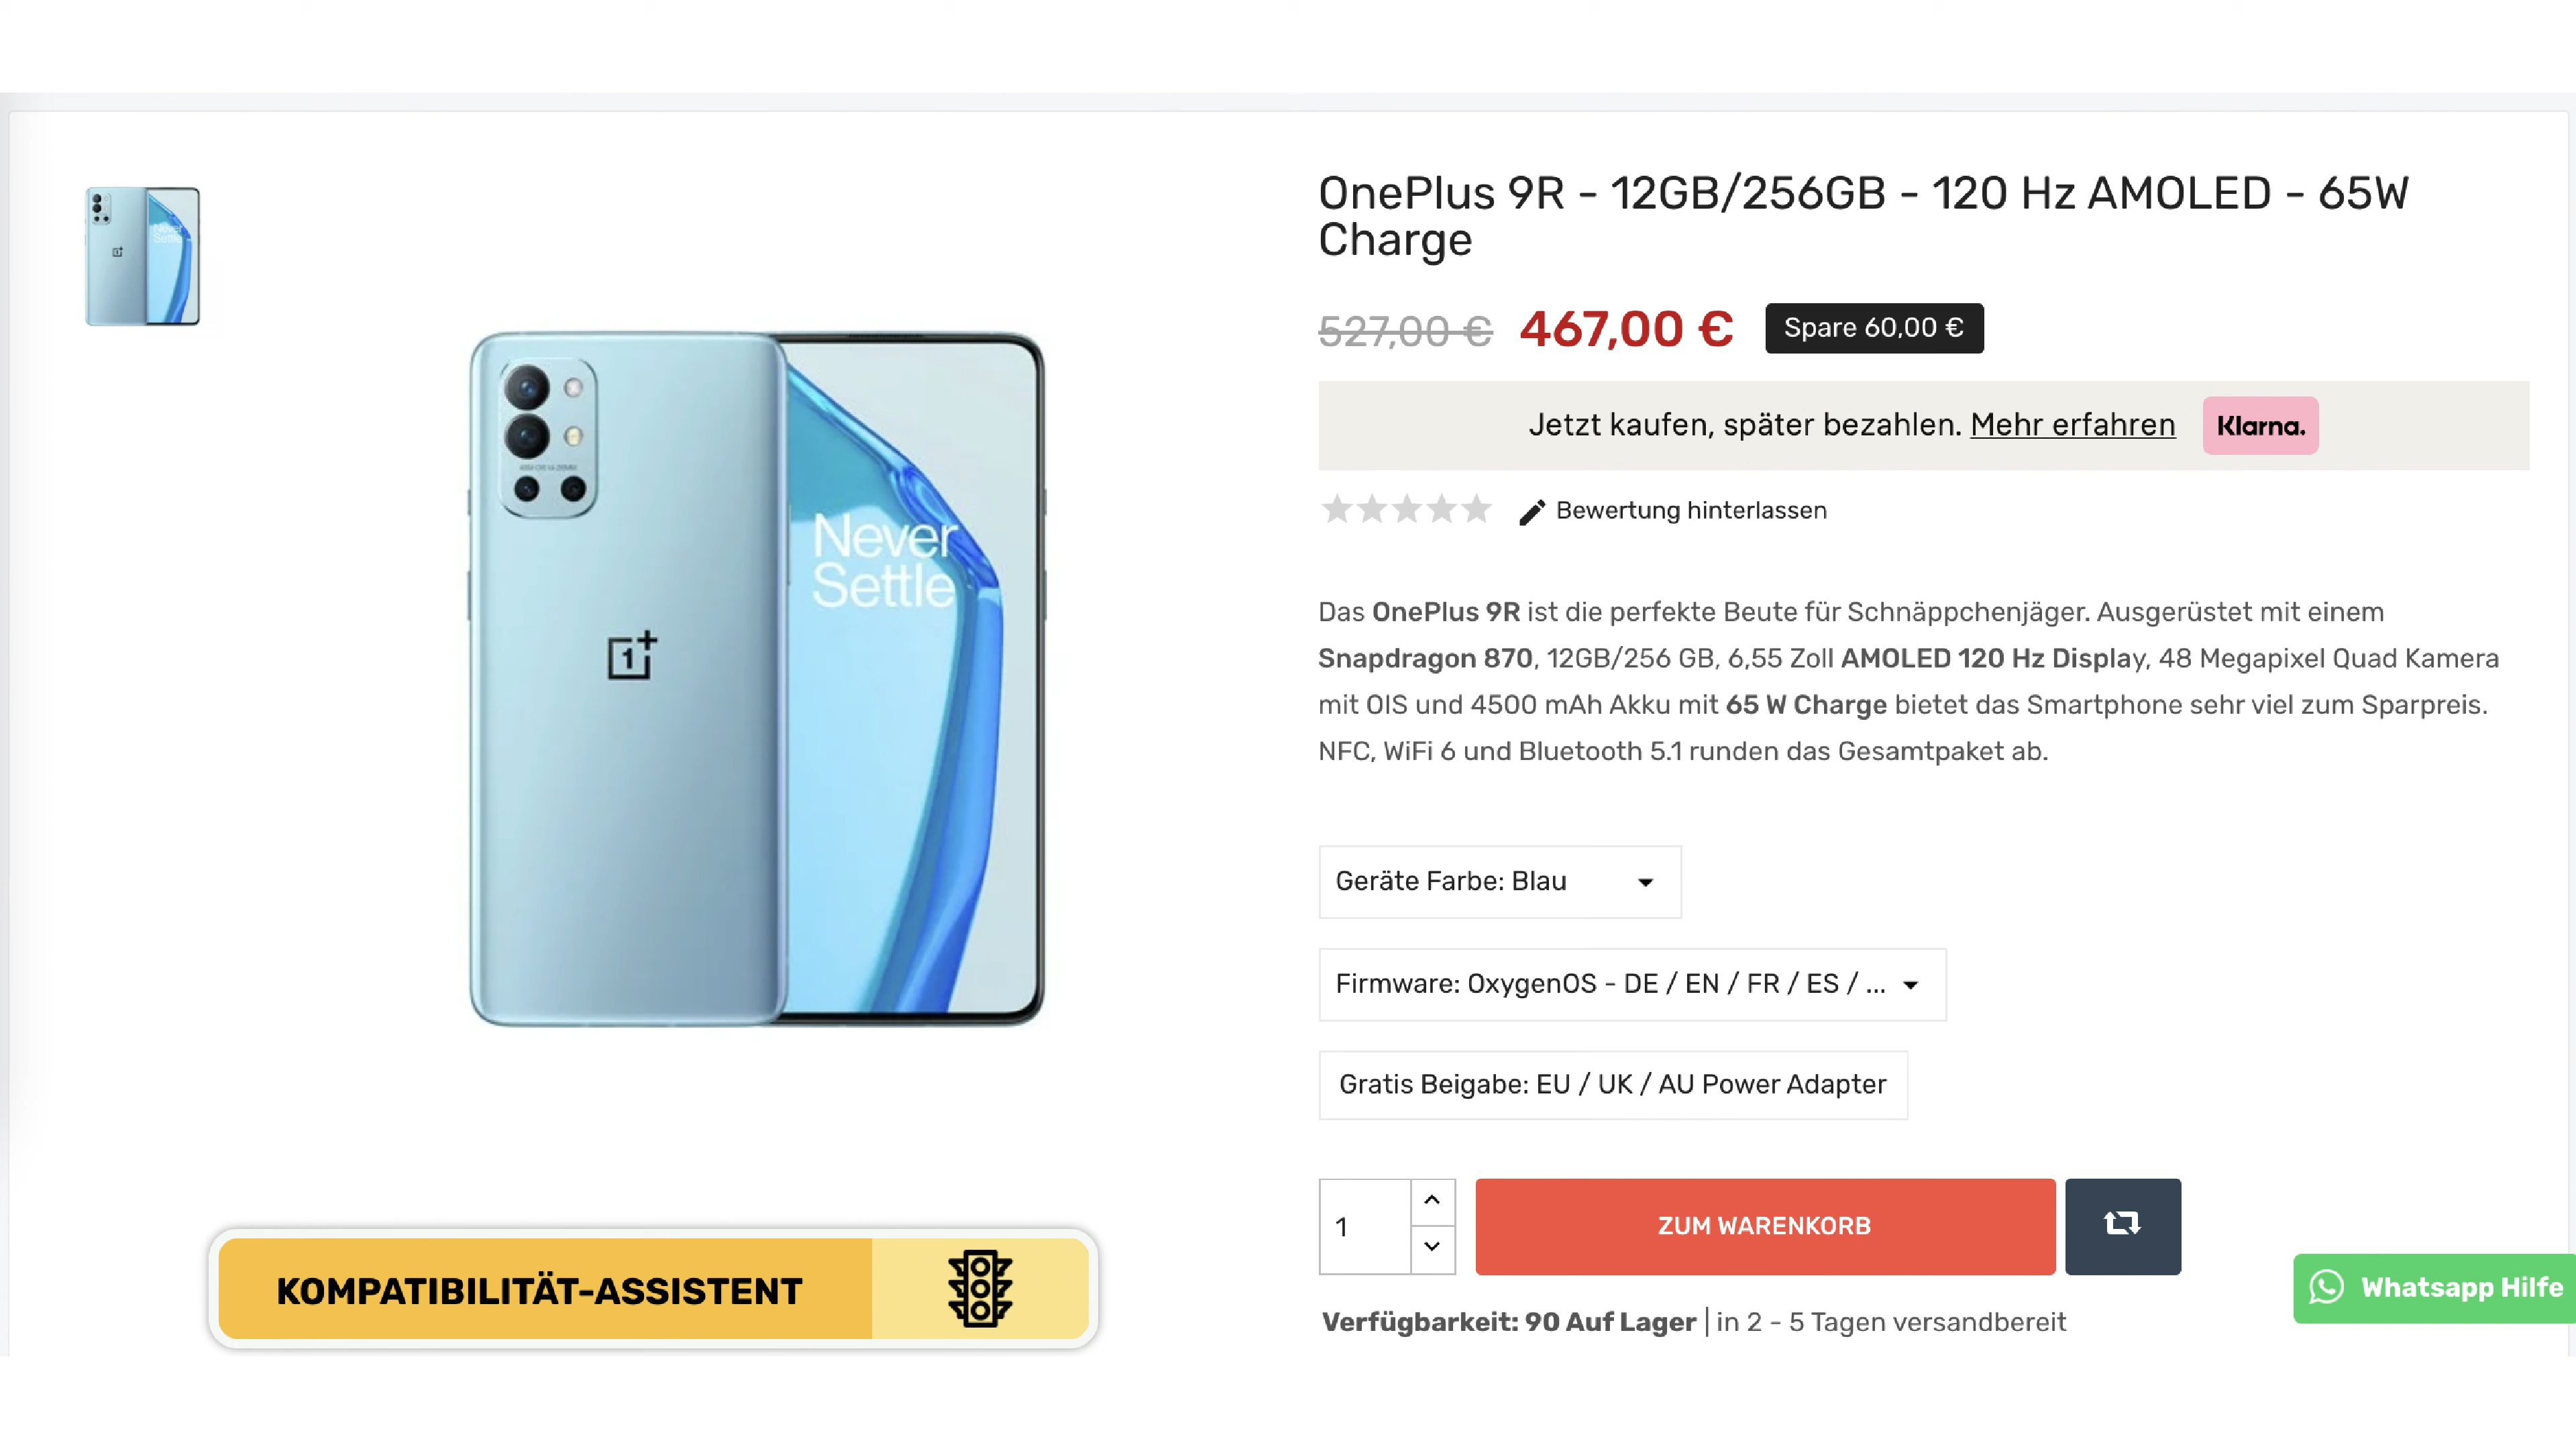 OnePlus 9R - 12GB/256GB - 120 Hz AMOLED - 65W
Charge
527,00 € 467,00 € Spare 60,00 €
Jetzt kaufen, später bezahlen. Mehr erfahren Klarna.
Bewertung hinterlassen
Never
Settle
Das OnePlus 9R ist die perfekte Beute für Schnäppchenjäger. Ausgerüstet mit einem
Snapdragon 870, 12GB/256 GB, 6,55 Zoll AMOLED 120 Hz Display, 48 Megapixel Quad Kamera
mit OIS und 4500 mAh Akku mit 65 W Charge bietet das Smartphone sehr viel zum Sparpreis.
NFC, WiFi 6 und Bluetooth 5.1 runden das Gesamtpaket ab.
Geräte Farbe: Blau
Firmware: OxygenOS - DE / EN / FR / ES / ...
Gratis Beigabe: EU / UK / AU Power Adapter
1
ZUM WARENKORB
KOMPATIBILITÄT-ASSISTENT
Whatsapp Hilfe
Verfügbarkeit: 90 Auf Lager | in 2 - 5 Tagen versandbereit